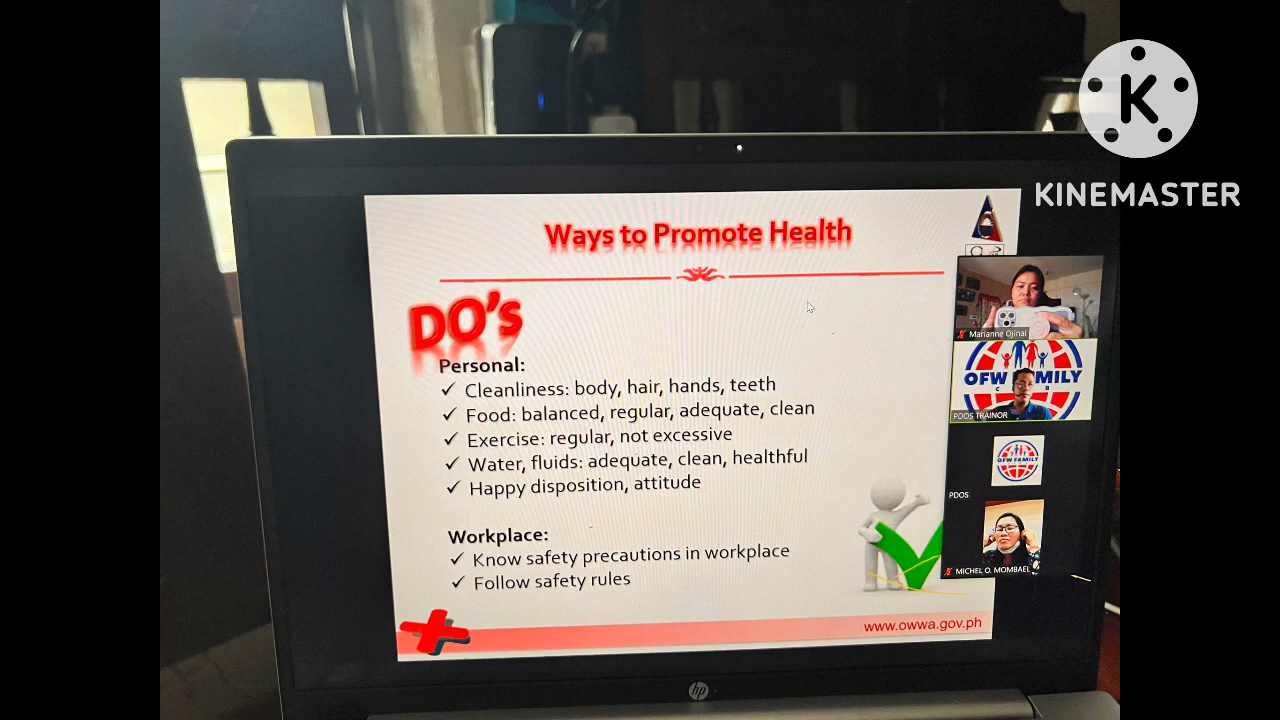 K
KINEMASTER
Ways to Promote Health
DO's
Personal:
✓ Cleanliness: body, hair, hands, teeth
✓ Food: balanced, regular, adequate, clean
✓ Exercise: regular, not excessive
✓ Water, fluids: adequate, clean, healthful
✓ Happy disposition, attitude
Workplace:
✓ Know safety precautions in workplace
✓ Follow safety rules
www.owwa.gov.ph
Marianne Ojinal
OFW FAMILY
C B
PDOS TRAINOR
OFW FAMILY
PDOS
MICHEL O. MOMBAEL
hp